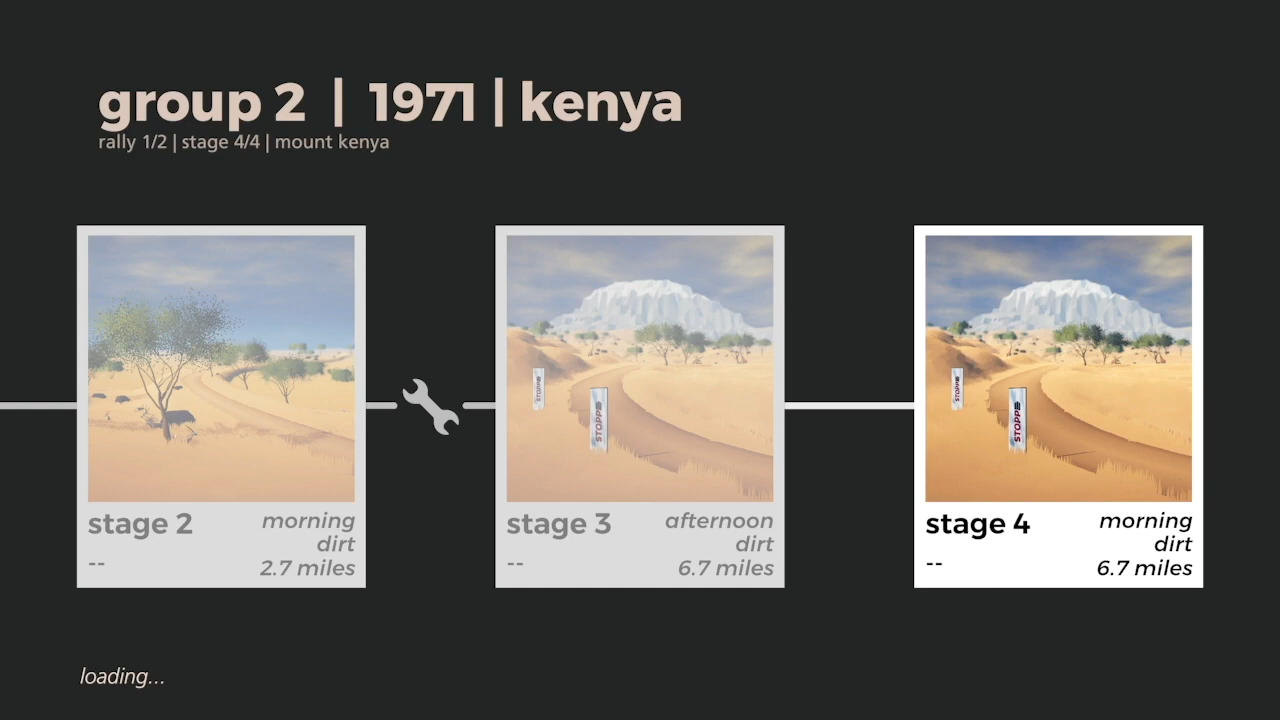 group 2 | 1971 | kenya
rally 1/2 | stage 4/4 | mount kenya
STOPP
STOPP
STOPP
STOPP
stage 2
morning
dirt
--
2.7 miles
stage 3
afternoon
dirt
--
6.7 miles
stage 4
morning
dirt
--
6.7 miles
loading...